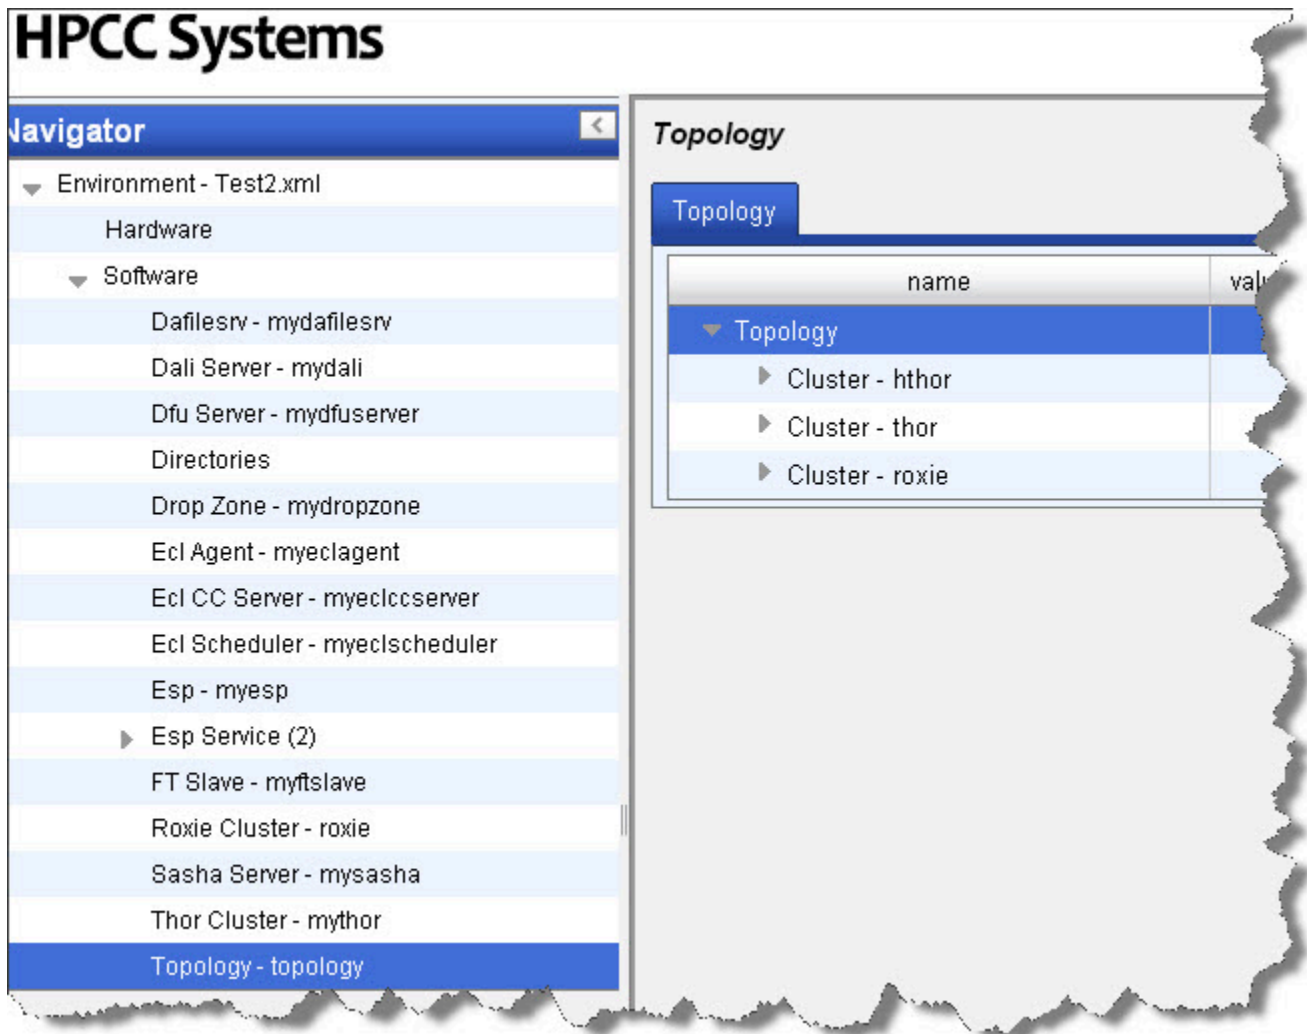 HPCC Systems
Navigator
Environment - Test2.xml
Hardware
Software
Dafilesrv - mydafilesrv
Dali Server - mydali
Dfu Server - mydfuserver
Directories
Drop Zone - mydropzone
Ecl Agent - myeclagent
Ecl CC Server - myeclccserver
Ecl Scheduler - myeclscheduler
Esp - myesp
Esp Service (2)
FT Slave - myftslave
Roxie Cluster - roxie
Sasha Server - mysasha
Thor Cluster - mythor
Topology - topology
Topology
Topology
name
Topology
Cluster - hthor
Cluster - thor
Cluster - roxie